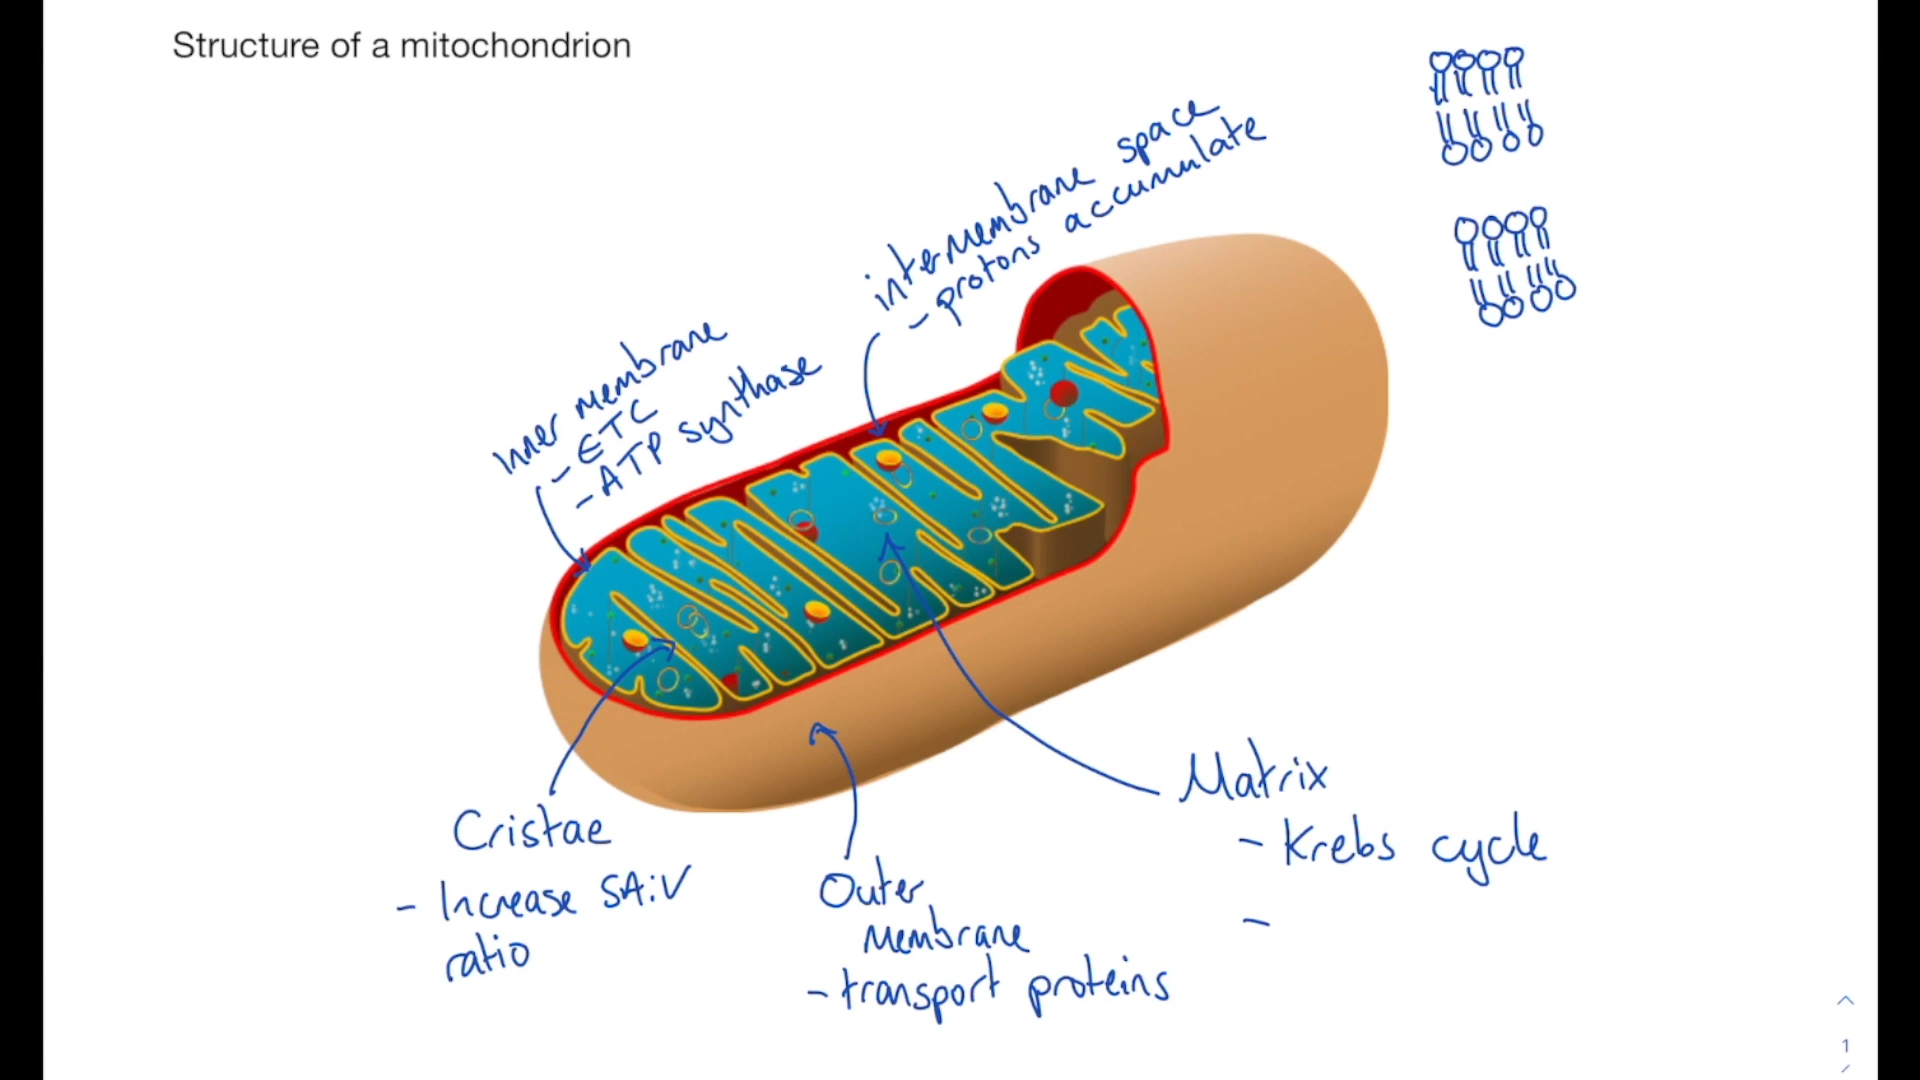 Structure of a mitochondrion
intermembrane space
- protons accumulate
Inner membrane
- ETC
- ATP synthase
Cristae
- Increase SA:V
ratio
Outer
membrane
- transport proteins
Matrix
- Krebs cycle
-
1